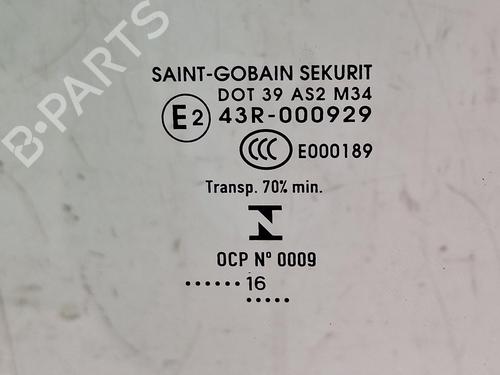 B-PARTS
SAINT-GOBAIN SEKURIT
DOT 39 AS2 M34
E2 43R-000929
CCC E000189
Transp. 70% min.
OCP Nº 0009
...... 16
.....